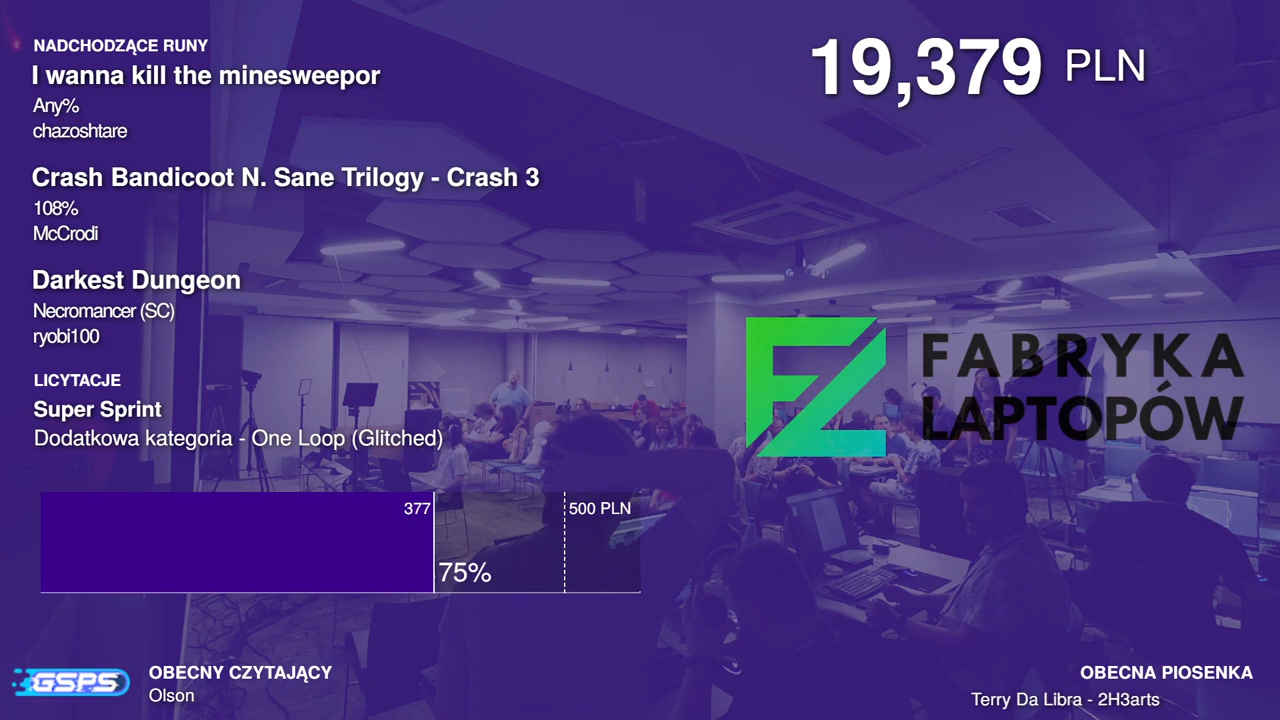 NADCHODZĄCE RUNY
I wanna kill the minesweepor
Any%
chazoshtare
Crash Bandicoot N. Sane Trilogy - Crash 3
108%
McCrodi
Darkest Dungeon
Necromancer (SC)
ryobi100
LICYTACJE
Super Sprint
Dodatkowa kategoria - One Loop (Glitched)
377
500 PLN
75%
19,379 PLN
FABRYKA
LAPTOPÓW
GSPS
OBECNY CZYTAJĄCY
Olson
OBECNA PIOSENKA
Terry Da Libra - 2H3arts